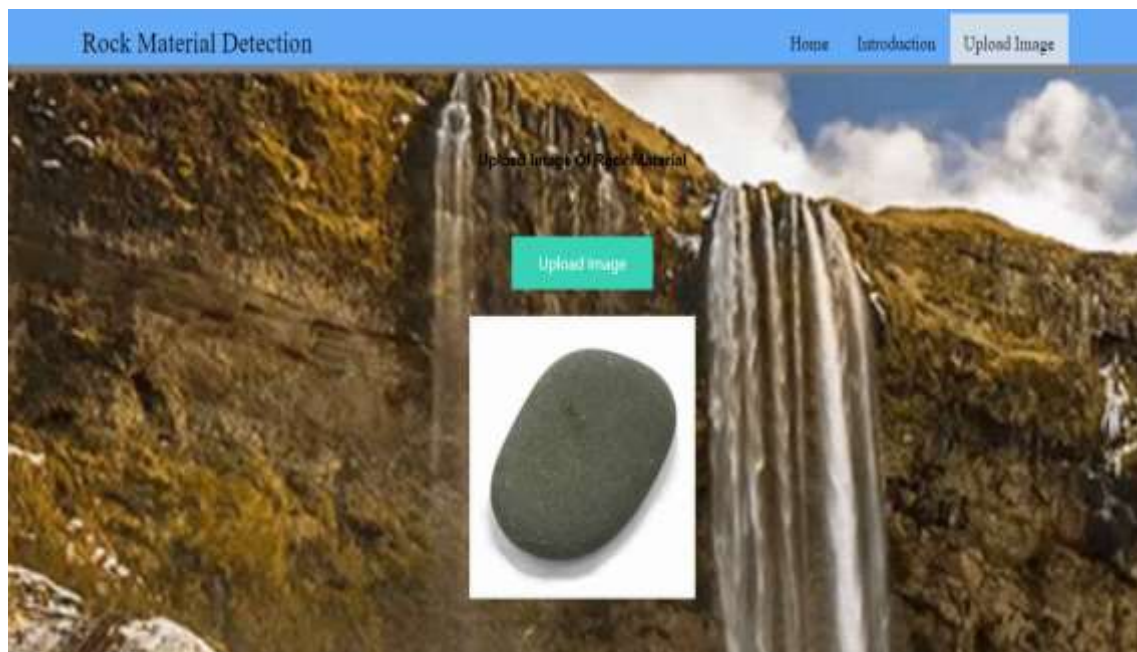 Rock Material Detection
Home Introduction Upload Image
Upload Image Of Rock Material
Upload Image